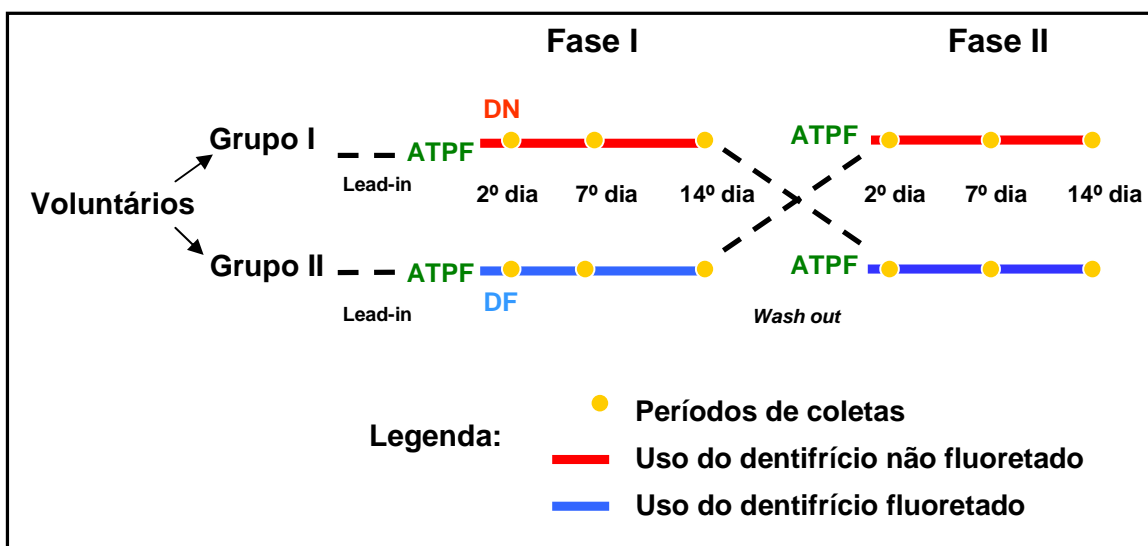 Fase I Fase II
DN
Grupo I ATPF ATPF
Lead-in
Voluntários 2º dia 7º dia 14º dia 2º dia 7º dia 14º dia
Grupo II ATPF ATPF
DF
Lead-in Wash out
Períodos de coletas
Legenda:
Uso do dentifrício não fluoretado
Uso do dentifrício fluoretado